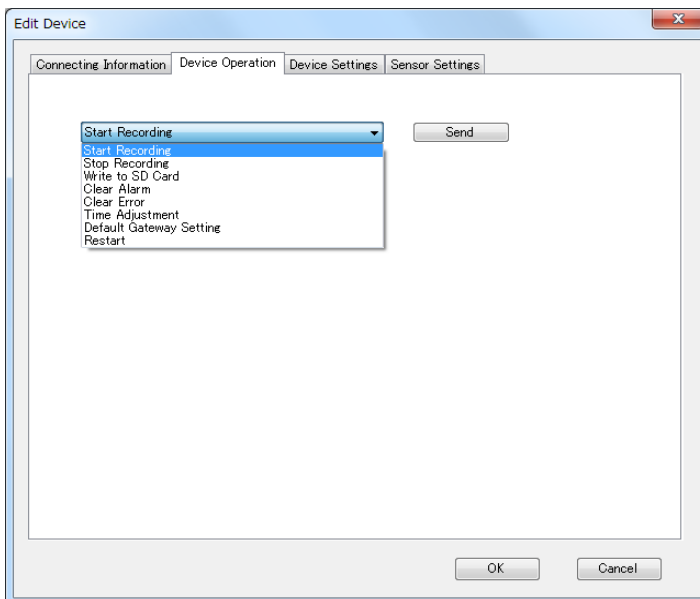 Edit Device
Connecting Information Device Operation Device Settings Sensor Settings
Start Recording Send
Start Recording
Stop Recording
Write to SD Card
Clear Alarm
Clear Error
Time Adjustment
Default Gateway Setting
Restart
OK Cancel